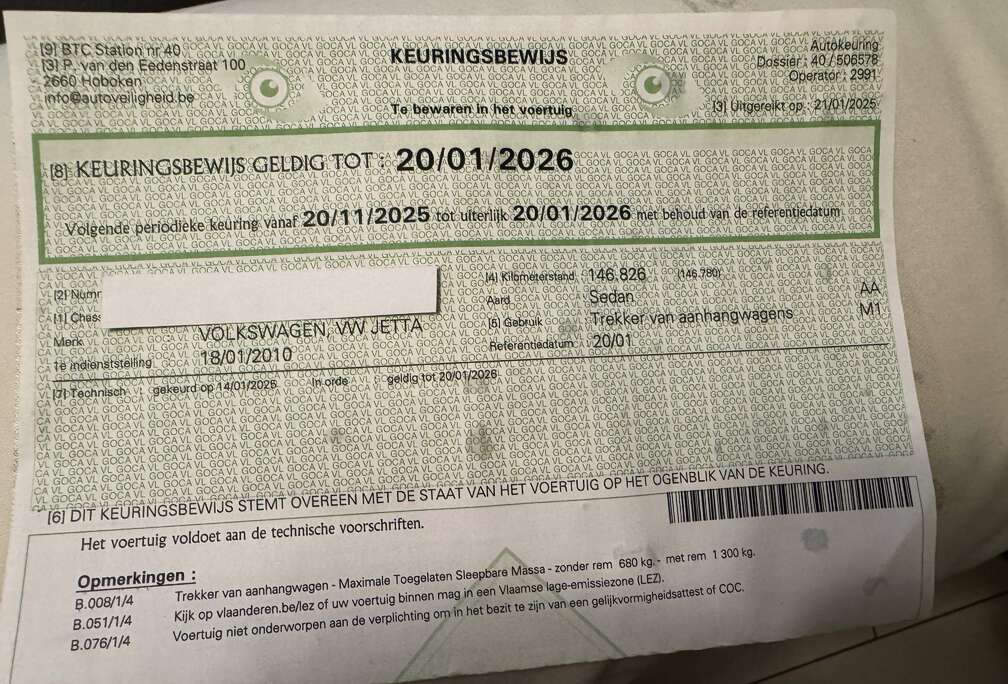 [9] BTC Station nr 40
[3] P. van den Eedenstraat 100
2660 Hoboken
info@autoveiligheid.be
KEURINGSBEWIJS
Te bewaren in het voertuig
Autokeuring
Dossier : 40 / 506578
Operator : 2991
[3] Uitgereikt op : 21/01/2025
[8] KEURINGSBEWIJS GELDIG TOT : 20/01/2026
Volgende periodieke keuring vanaf 20/11/2025 tot uiterlijk 20/01/2026 met behoud van de referentiedatum
[2] Numm
[1] Chass
Merk VOLKSWAGEN, VW JETTA
1e indienststelling 18/01/2010
[4] Kilometerstand 146.826 (146.780)
Aard Sedan AA
[5] Gebruik Trekker van aanhangwagens M1
Referentiedatum 20/01
[7] Technisch gekeurd op 14/01/2025 In orde geldig tot 20/01/2026
[6] DIT KEURINGSBEWIJS STEMT OVEREEN MET DE STAAT VAN HET VOERTUIG OP HET OGENBLIK VAN DE KEURING.
Het voertuig voldoet aan de technische voorschriften.
Opmerkingen :
B.008/1/4 Trekker van aanhangwagen - Maximale Toegelaten Sleepbare Massa - zonder rem 680 kg.- met rem 1 300 kg.
B.051/1/4 Kijk op vlaanderen.be/lez of uw voertuig binnen mag in een Vlaamse lage-emissiezone (LEZ).
B.076/1/4 Voertuig niet onderworpen aan de verplichting om in het bezit te zijn van een gelijkvormigheidsattest of COC.